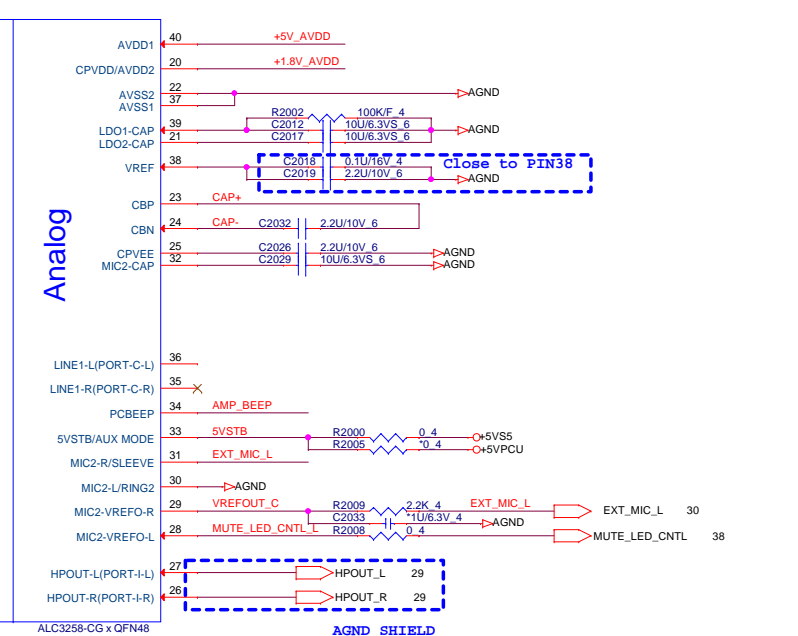 Analog
AVDD1 40 +5V_AVDD
CPVDD/AVDD2 20 +1.8V_AVDD
AVSS2 22 AGND
AVSS1 37
R2002 100K/F_4
LDO1-CAP 39 C2012 10U/6.3VS_6 AGND
LDO2-CAP 21 C2017 10U/6.3VS_6
VREF 38 C2018 0.1U/16V_4 Close to PIN38
C2019 2.2U/10V_6 AGND
CBP 23 CAP+
CBN 24 CAP- C2032 2.2U/10V_6
CPVEE 25 C2026 2.2U/10V_6 AGND
MIC2-CAP 32 C2029 10U/6.3VS_6 AGND
LINE1-L(PORT-C-L) 36
LINE1-R(PORT-C-R) 35
PCBEEP 34 AMP_BEEP
5VSTB/AUX MODE 33 5VSTB R2000 0_4 +5VS5
R2005 *0_4 +5VPCU
MIC2-R/SLEEVE 31 EXT_MIC_L
MIC2-L/RING2 30 AGND
MIC2-VREFO-R 29 VREFOUT_C R2009 2.2K_4 EXT_MIC_L EXT_MIC_L 30
C2033 *1U/6.3V_4 AGND
MIC2-VREFO-L 28 MUTE_LED_CNTL_L R2008 0_4 MUTE_LED_CNTL 38
HPOUT-L(PORT-I-L) 27 HPOUT_L 29
HPOUT-R(PORT-I-R) 26 HPOUT_R 29
ALC3258-CG x QFN48
AGND SHIELD